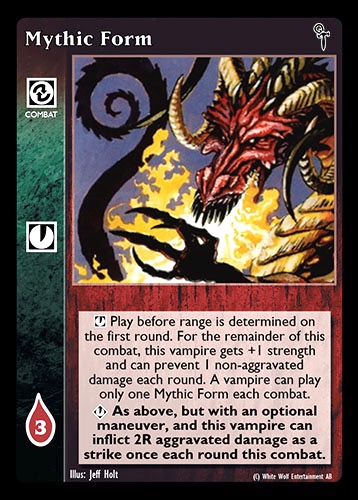 Mythic Form
COMBAT
Play before range is determined on
the first round. For the remainder of this
combat, this vampire gets +1 strength
and can prevent 1 non-aggravated
damage each round. A vampire can play
only one Mythic Form each combat.
As above, but with an optional
maneuver, and this vampire can
inflict 2R aggravated damage as a
strike once each round this combat.
3
Illus: Jeff Holt
(C) White Wolf Entertainment AB